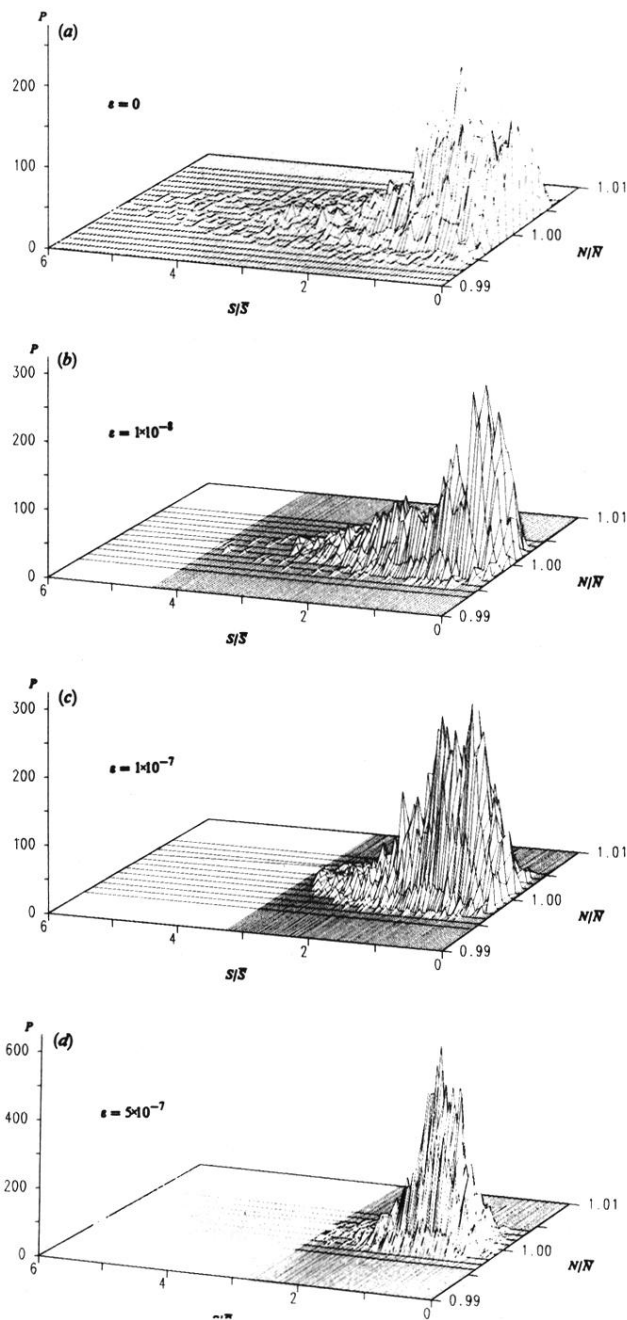 P
(a)
200
ε = 0
100
0
6
4
2
0
0.99
1.00
1.01
N/N̅
S/S̅
P
(b)
300
200
ε = 1×10⁻⁸
100
0
6
4
2
0
0.99
1.00
1.01
N/N̅
S/S̅
P
(c)
300
200
ε = 1×10⁻⁷
100
0
6
4
2
0
0.99
1.00
1.01
N/N̅
S/S̅
P
(d)
600
400
ε = 5×10⁻⁷
200
0
6
4
2
0
0.99
1.00
1.01
N/N̅